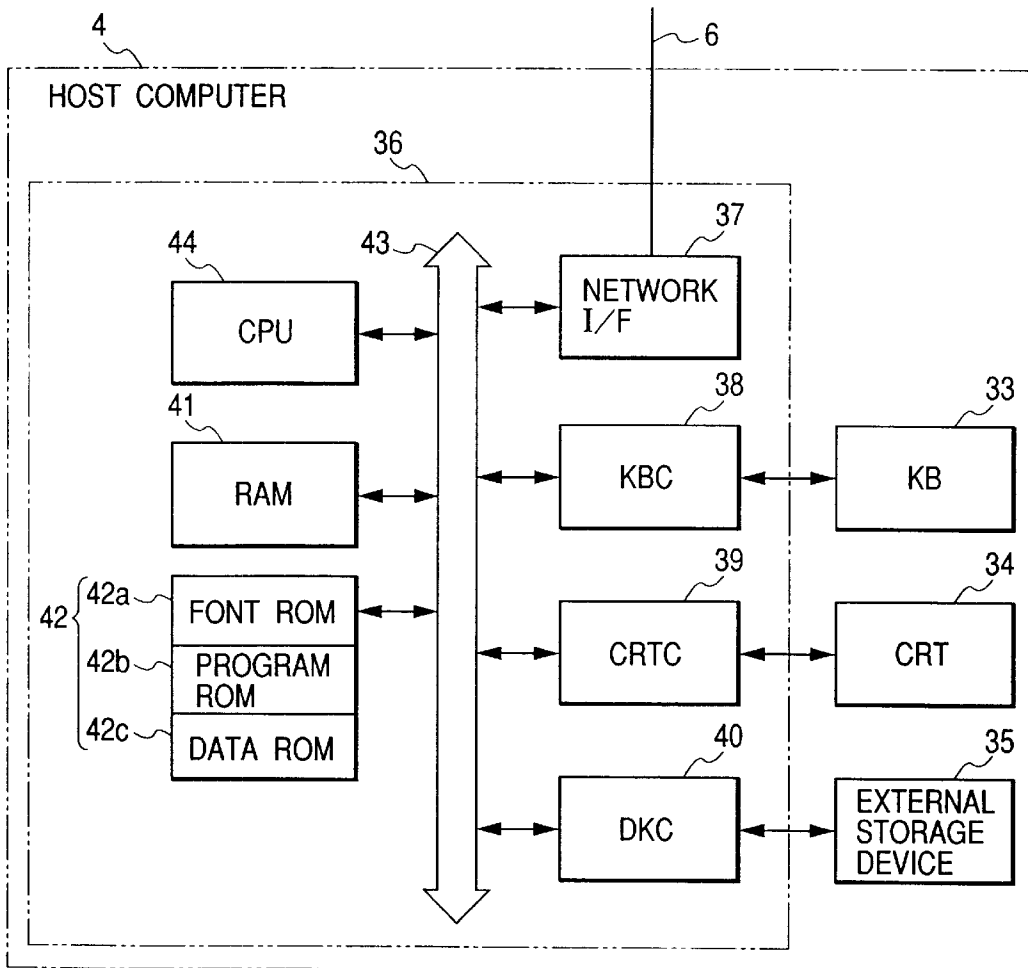 4
6
HOST COMPUTER
36
44
43
37
CPU
NETWORK
I/F
41
38
33
RAM
KBC
KB
42
42a
FONT ROM
39
34
42b
PROGRAM
ROM
CRTC
CRT
42c
DATA ROM
40
35
DKC
EXTERNAL
STORAGE
DEVICE